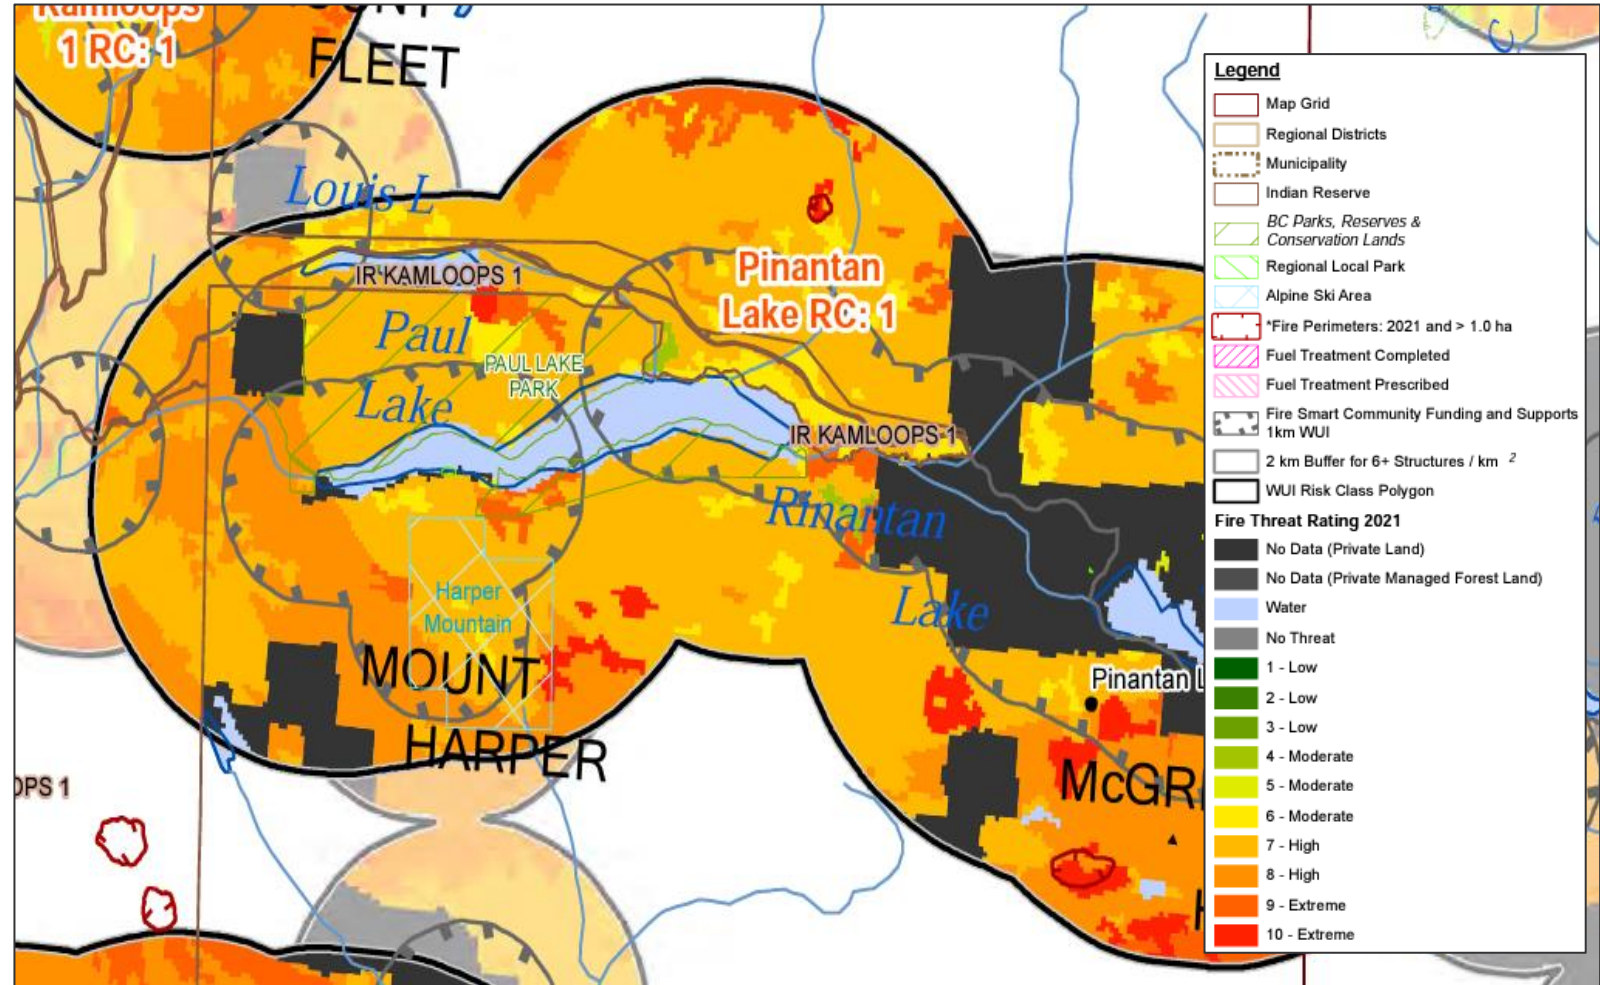 Kamloops
1 RC: 1
FLEET
Louis L
IR KAMLOOPS 1
Pinantan
Lake RC: 1
Paul
Lake
PAUL LAKE
PARK
IR KAMLOOPS 1
Rinantan
Lake
Harper
Mountain
MOUNT
HARPER
Pinantan L
McGR
OPS 1
C
Legend
Map Grid
Regional Districts
Municipality
Indian Reserve
BC Parks, Reserves &
Conservation Lands
Regional Local Park
Alpine Ski Area
*Fire Perimeters: 2021 and > 1.0 ha
Fuel Treatment Completed
Fuel Treatment Prescribed
Fire Smart Community Funding and Supports
1km WUI
2 km Buffer for 6+ Structures / km 2
WUI Risk Class Polygon
Fire Threat Rating 2021
No Data (Private Land)
No Data (Private Managed Forest Land)
Water
No Threat
1 - Low
2 - Low
3 - Low
4 - Moderate
5 - Moderate
6 - Moderate
7 - High
8 - High
9 - Extreme
10 - Extreme